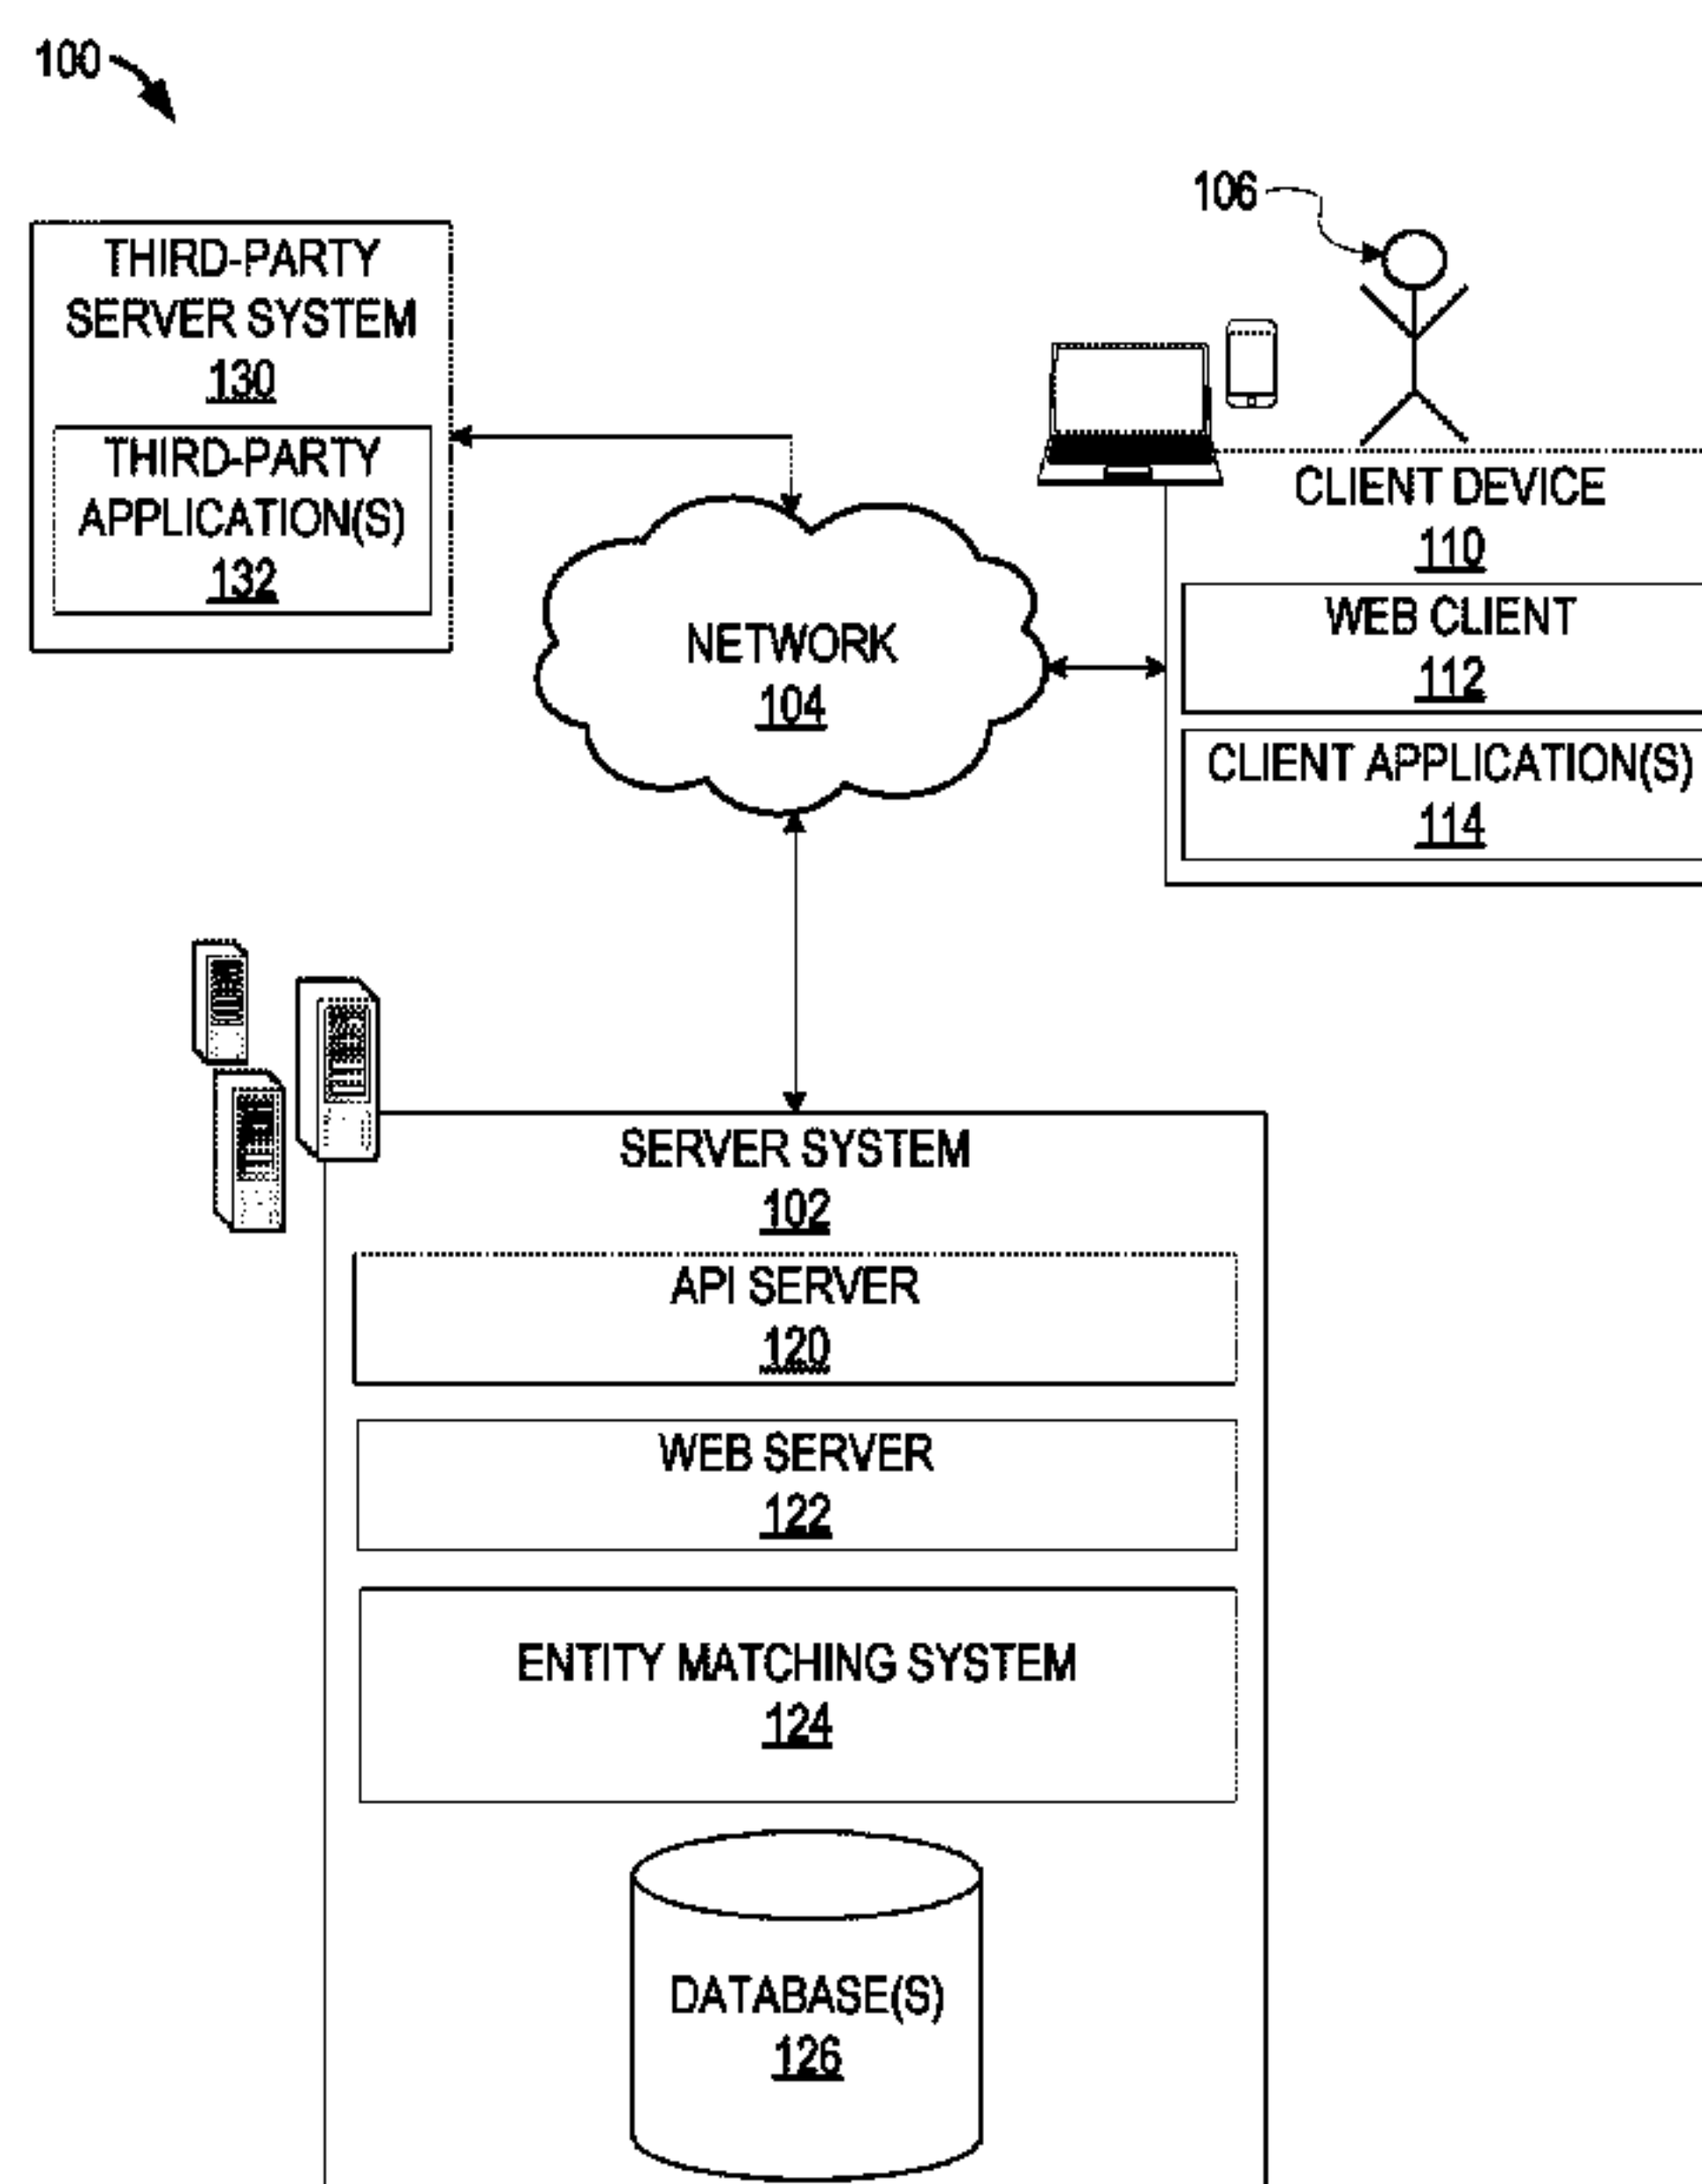 100
106
THIRD-PARTY
SERVER SYSTEM
130
THIRD-PARTY
APPLICATION(S)
132
CLIENT DEVICE
110
WEB CLIENT
112
CLIENT APPLICATION(S)
114
NETWORK
104
SERVER SYSTEM
102
API SERVER
120
WEB SERVER
122
ENTITY MATCHING SYSTEM
124
DATABASE(S)
126